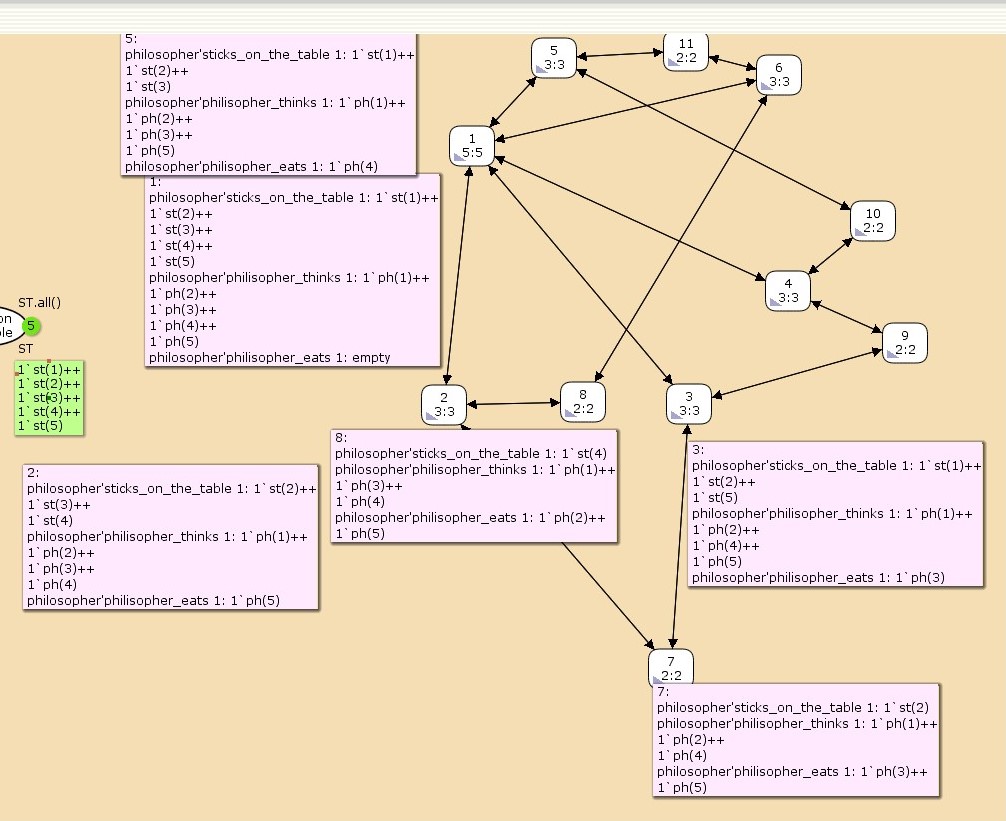 5:
philosopher'sticks_on_the_table 1: 1`st(1)++
1`st(2)++
1`st(3)
philosopher'philisopher_thinks 1: 1`ph(1)++
1`ph(2)++
1`ph(3)++
1`ph(5)
philosopher'philisopher_eats 1: 1`ph(4)
1:
philosopher'sticks_on_the_table 1: 1`st(1)++
1`st(2)++
1`st(3)++
1`st(4)++
1`st(5)
philosopher'philisopher_thinks 1: 1`ph(1)++
1`ph(2)++
1`ph(3)++
1`ph(4)++
1`ph(5)
philosopher'philisopher_eats 1: empty
5
3:3
11
2:2
6
3:3
1
5:5
10
2:2
4
3:3
9
2:2
2
3:3
8
2:2
3
3:3
ST.all()
on
ble
5
ST
1`st(1)++
1`st(2)++
1`st(3)++
1`st(4)++
1`st(5)
2:
philosopher'sticks_on_the_table 1: 1`st(2)++
1`st(3)++
1`st(4)
philosopher'philisopher_thinks 1: 1`ph(1)++
1`ph(2)++
1`ph(3)++
1`ph(4)
philosopher'philisopher_eats 1: 1`ph(5)
8:
philosopher'sticks_on_the_table 1: 1`st(4)
philosopher'philisopher_thinks 1: 1`ph(1)++
1`ph(3)++
1`ph(4)
philosopher'philisopher_eats 1: 1`ph(2)++
1`ph(5)
3:
philosopher'sticks_on_the_table 1: 1`st(1)++
1`st(2)++
1`st(5)
philosopher'philisopher_thinks 1: 1`ph(1)++
1`ph(2)++
1`ph(4)++
1`ph(5)
philosopher'philisopher_eats 1: 1`ph(3)
7
2:2
7:
philosopher'sticks_on_the_table 1: 1`st(2)
philosopher'philisopher_thinks 1: 1`ph(1)++
1`ph(2)++
1`ph(4)
philosopher'philisopher_eats 1: 1`ph(3)++
1`ph(5)